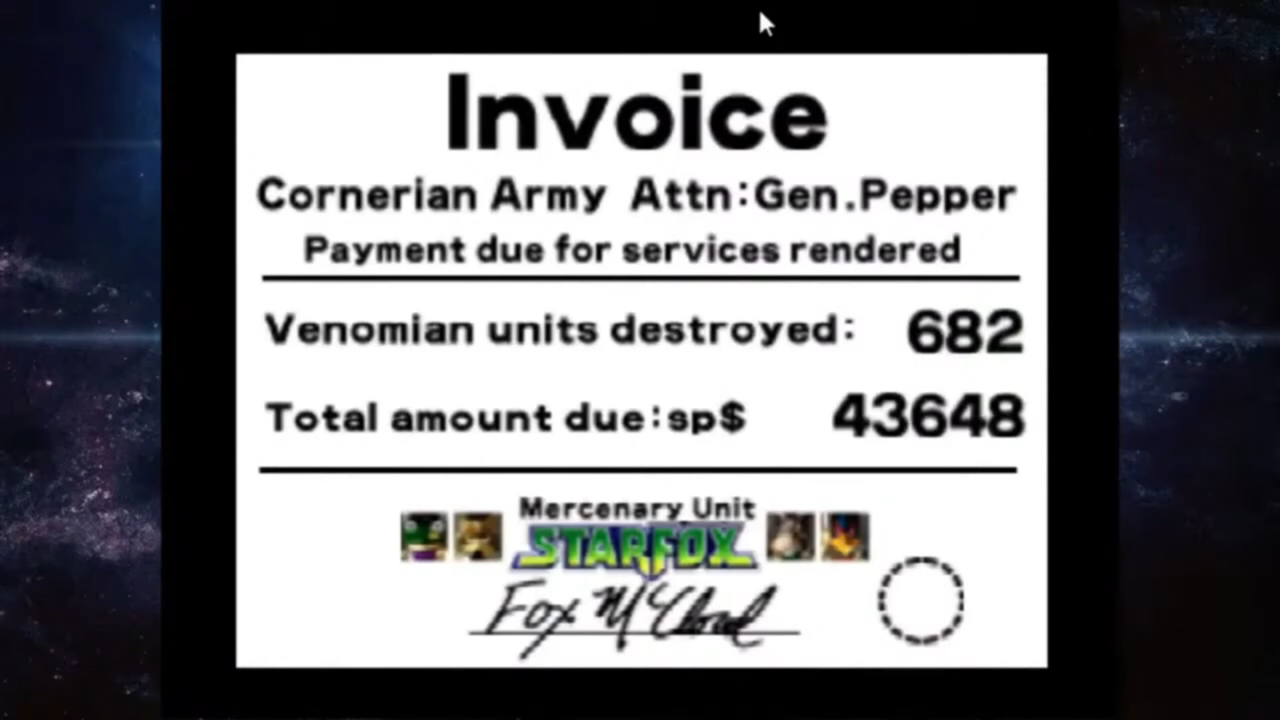 Invoice
Cornerian Army Attn:Gen.Pepper
Payment due for services rendered
Venomian units destroyed: 682
Total amount due:sp$ 43648
Mercenary Unit
STARFOX
Fox McCloud